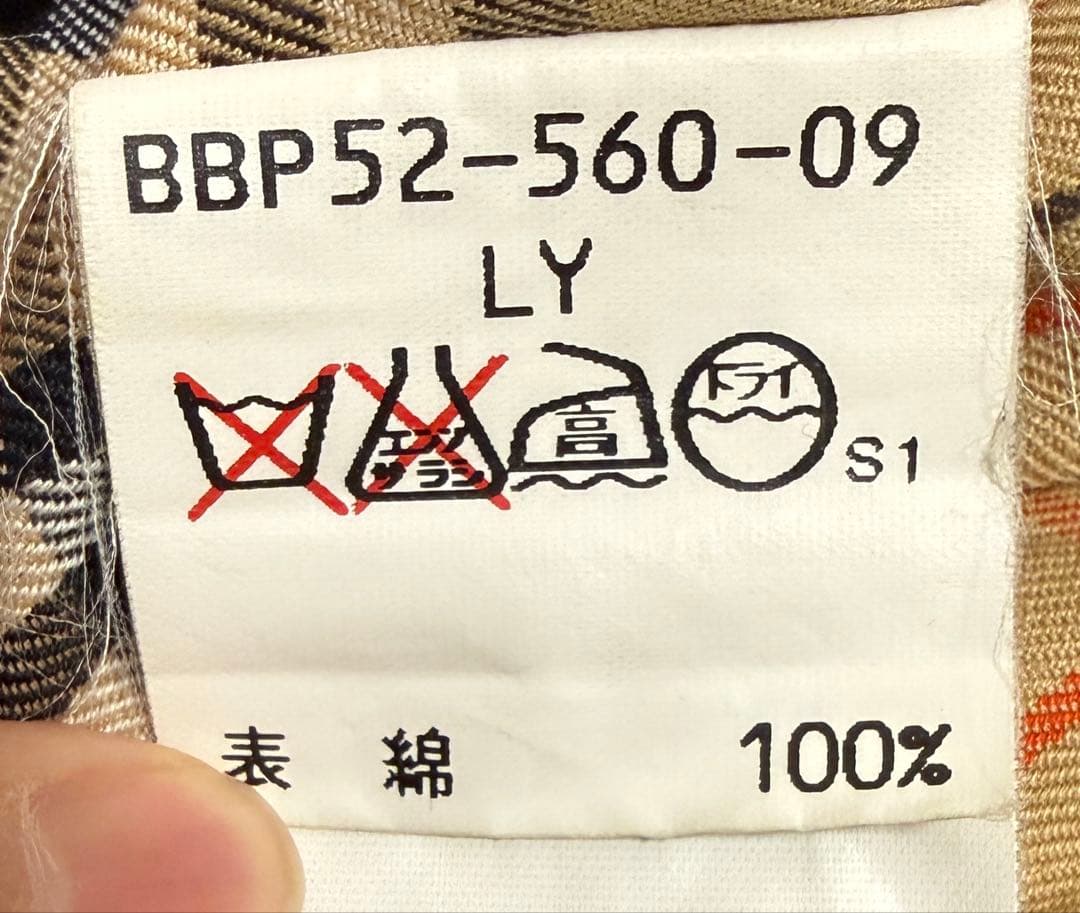 BBP52-560-09
LY
エンソ
サラシ
高
ドライ
S1
表 綿 100%